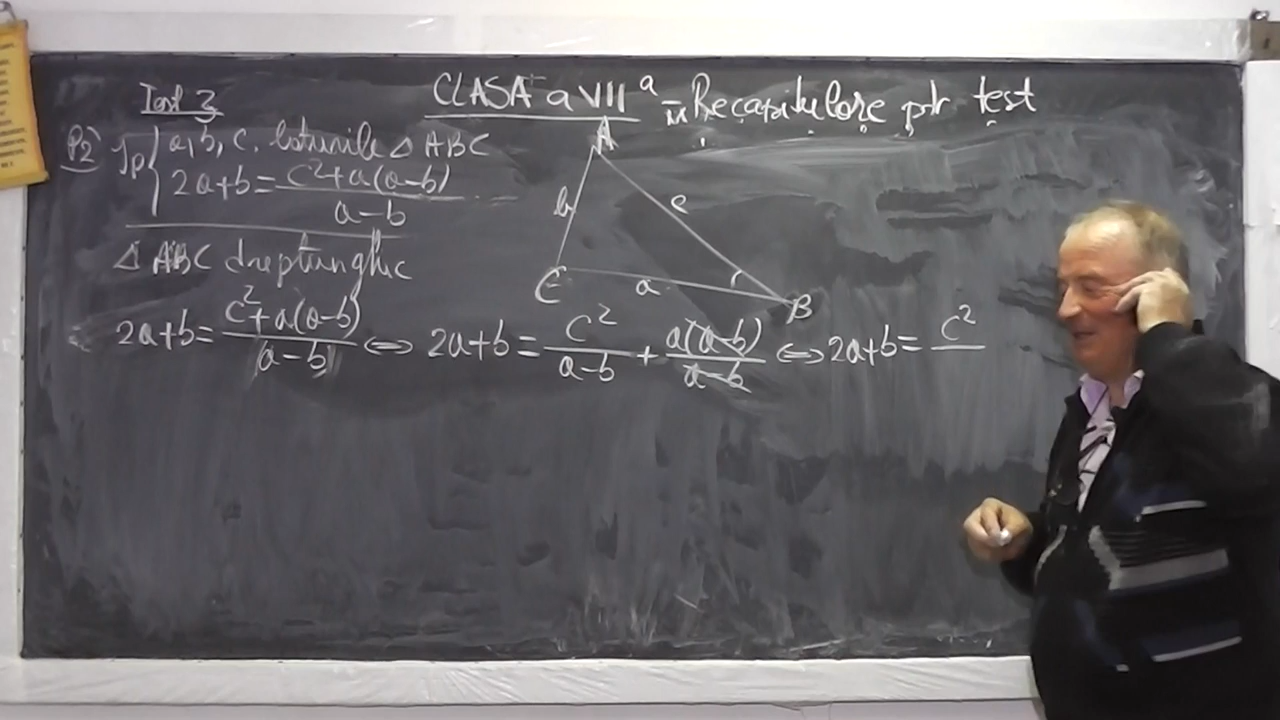 CLASA a VII a - Recapitulare ptr test
Test 3
P2) Ip { a, b, c. laturile △ ABC
2a+b = (c²+a(a-b))/(a-b)
△ ABC dreptunghic
A
b
c
C
a
B
2a+b = (c²+a(a-b))/(a-b) ⇔ 2a+b = c²/(a-b) + a(a-b)/(a-b) ⇔ 2a+b = c²/